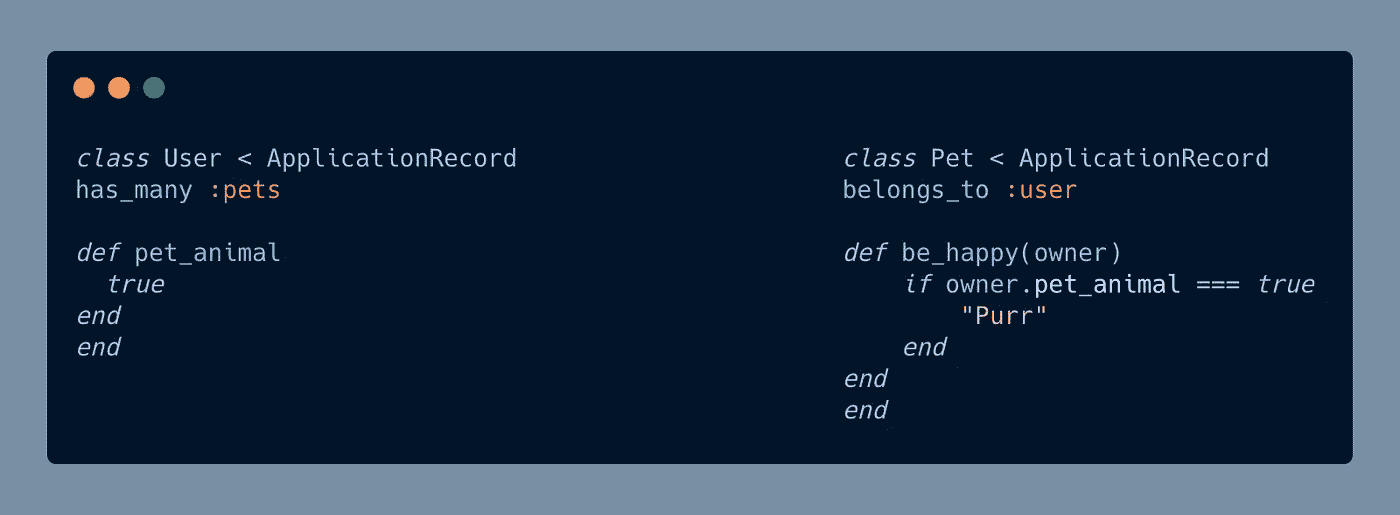 class User < ApplicationRecord
has_many :pets
def pet_animal
  true
end
end
class Pet < ApplicationRecord
belongs_to :user
def be_happy(owner)
    if owner.pet_animal === true
        "Purr"
    end
end
end